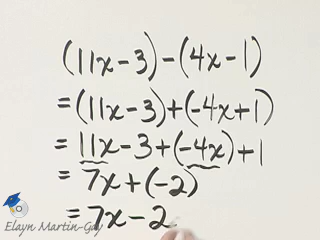 (11x-3)-(4x-1)
=(11x-3)+(-4x+1)
=11x-3+(-4x)+1
=7x+(-2)
=7x-2
Elayn Martin-Gay